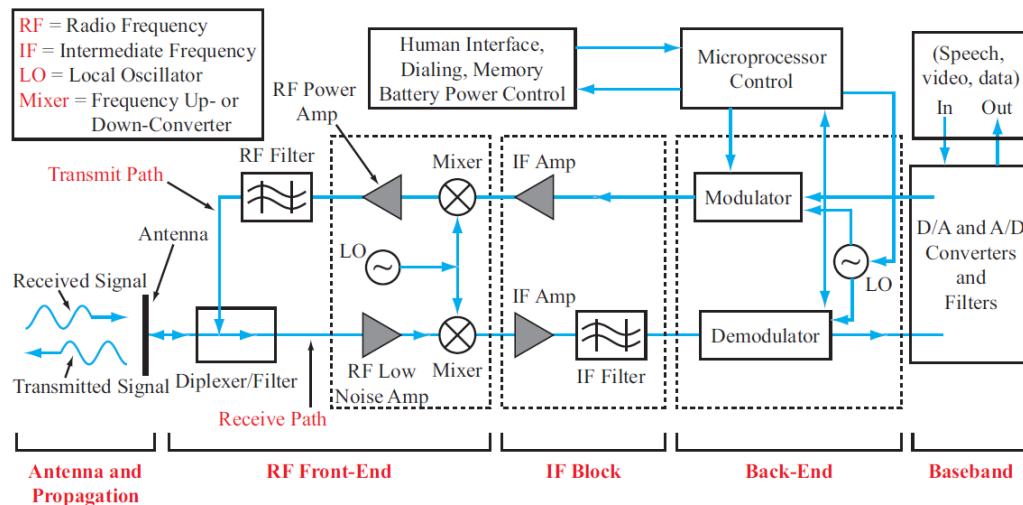 RF = Radio Frequency
IF = Intermediate Frequency
LO = Local Oscillator
Mixer = Frequency Up- or
Down-Converter
Human Interface,
Dialing, Memory
Battery Power Control
Microprocessor
Control
(Speech,
video, data)
In
Out
RF Power
Amp
RF Filter
Mixer
IF Amp
Transmit Path
Modulator
Antenna
LO
D/A and A/D
Converters
and
Filters
LO
Received Signal
IF Amp
Demodulator
Transmitted Signal
Diplexer/Filter
RF Low
Noise Amp
Mixer
IF Filter
Receive Path
Antenna and
Propagation
RF Front-End
IF Block
Back-End
Baseband